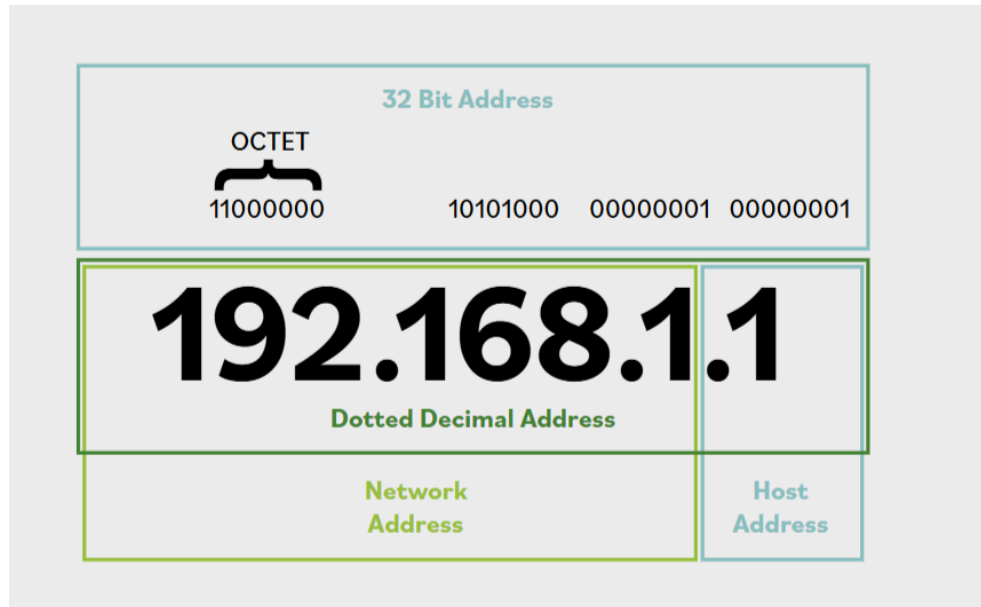 32 Bit Address
OCTET
11000000 10101000 00000001 00000001
192.168.1.1
Dotted Decimal Address
Network
Address
Host
Address